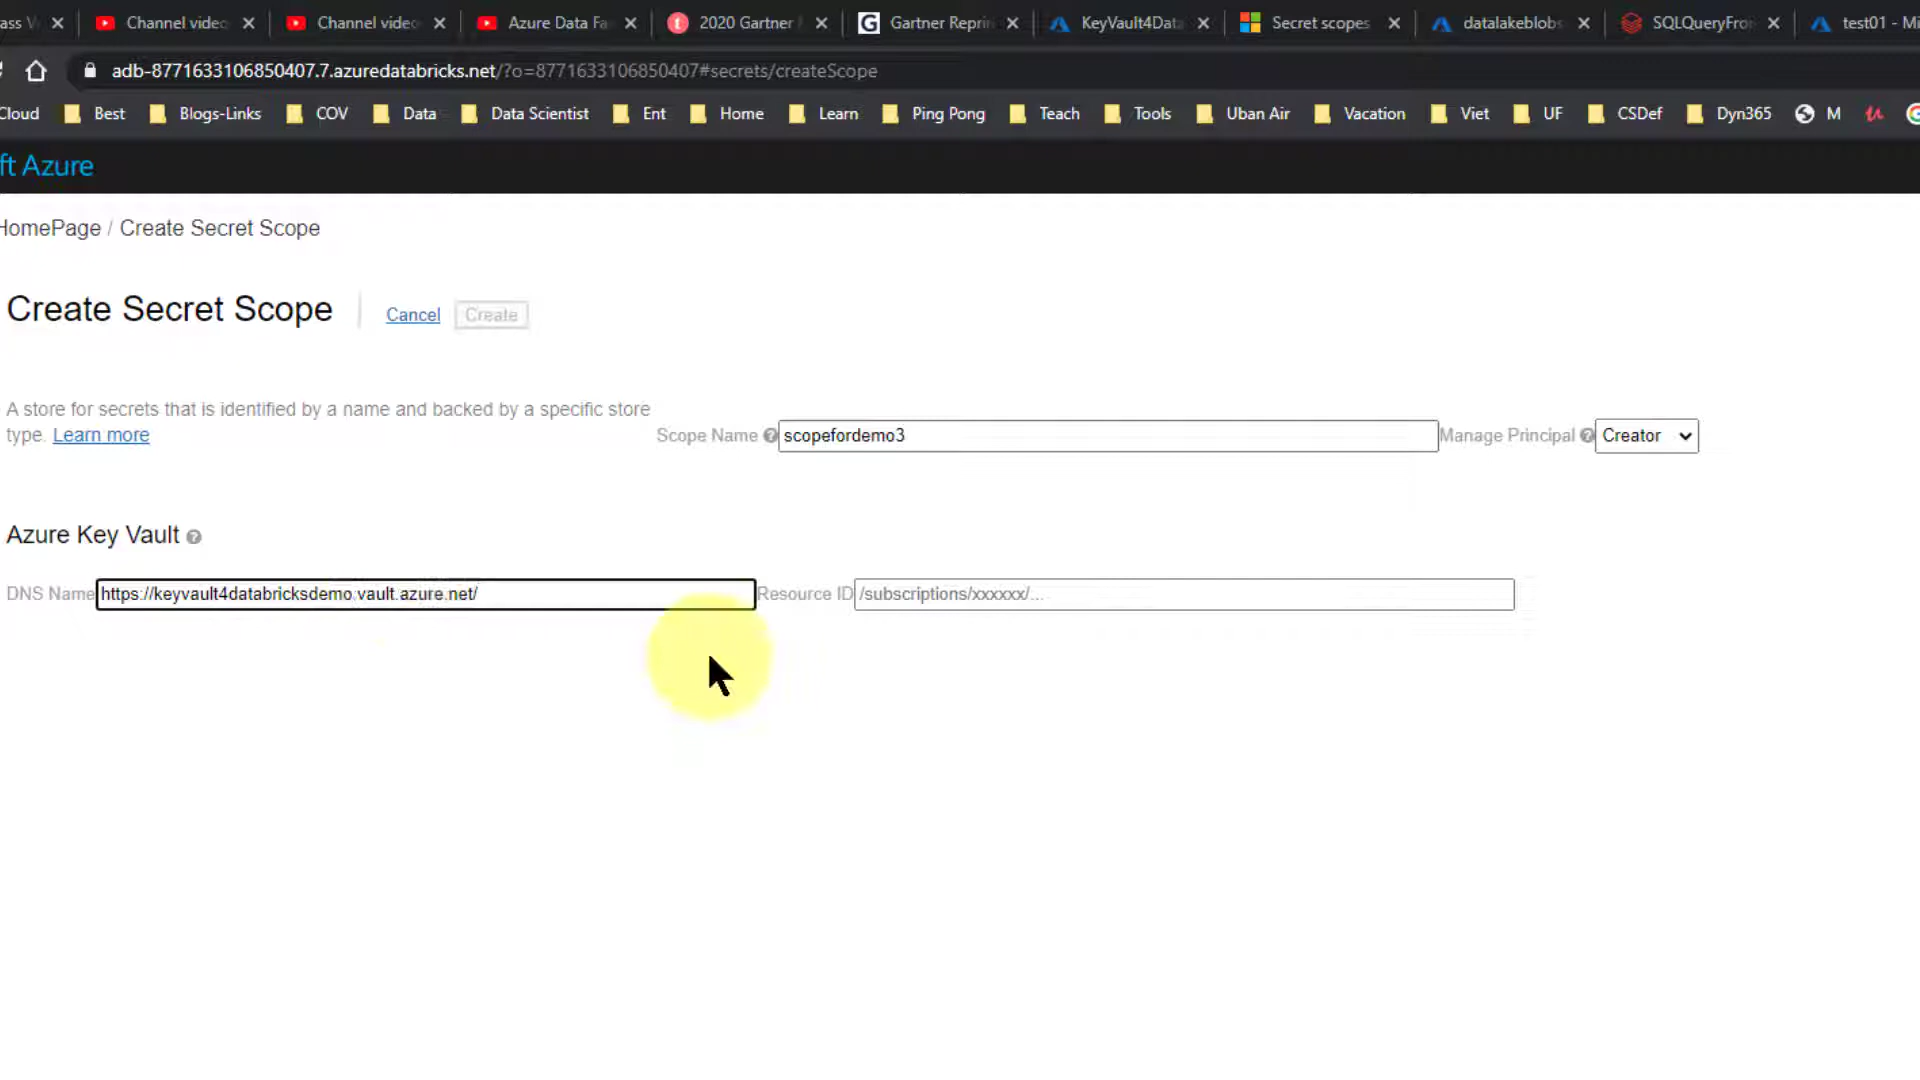 ass V
Channel video
Channel video
Azure Data Fa
2020 Gartner
Gartner Repri
KeyVault4Data
Secret scopes
datalakeblobs
SQLQueryFro
test01 - Mi
adb-8771633106850407.7.azuredatabricks.net/?o=8771633106850407#secrets/createScope
Cloud Best Blogs-Links COV Data Data Scientist Ent Home Learn Ping Pong Teach Tools Uban Air Vacation Viet UF CSDef Dyn365 M
ft Azure
HomePage / Create Secret Scope
Create Secret Scope Cancel Create
A store for secrets that is identified by a name and backed by a specific store
type. Learn more
Scope Name scopefordemo3 Manage Principal Creator
Azure Key Vault
DNS Name https://keyvault4databricksdemo.vault.azure.net/ Resource ID /subscriptions/xxxxxx/...